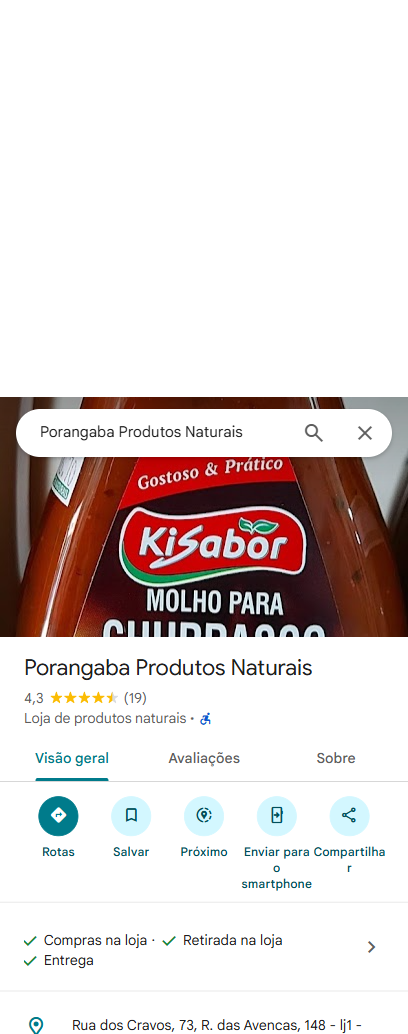 Porangaba Produtos Naturais
Gostoso & Prático
KiSabor
MOLHO PARA
CHURRASCO
Porangaba Produtos Naturais
4,3 (19)
Loja de produtos naturais ·
Visão geral
Avaliações
Sobre
Rotas
Salvar
Próximo
Enviar para o smartphone
Compartilhar
Compras na loja · Retirada na loja
Entrega
Rua dos Cravos, 73, R. das Avencas, 148 - lj1 -